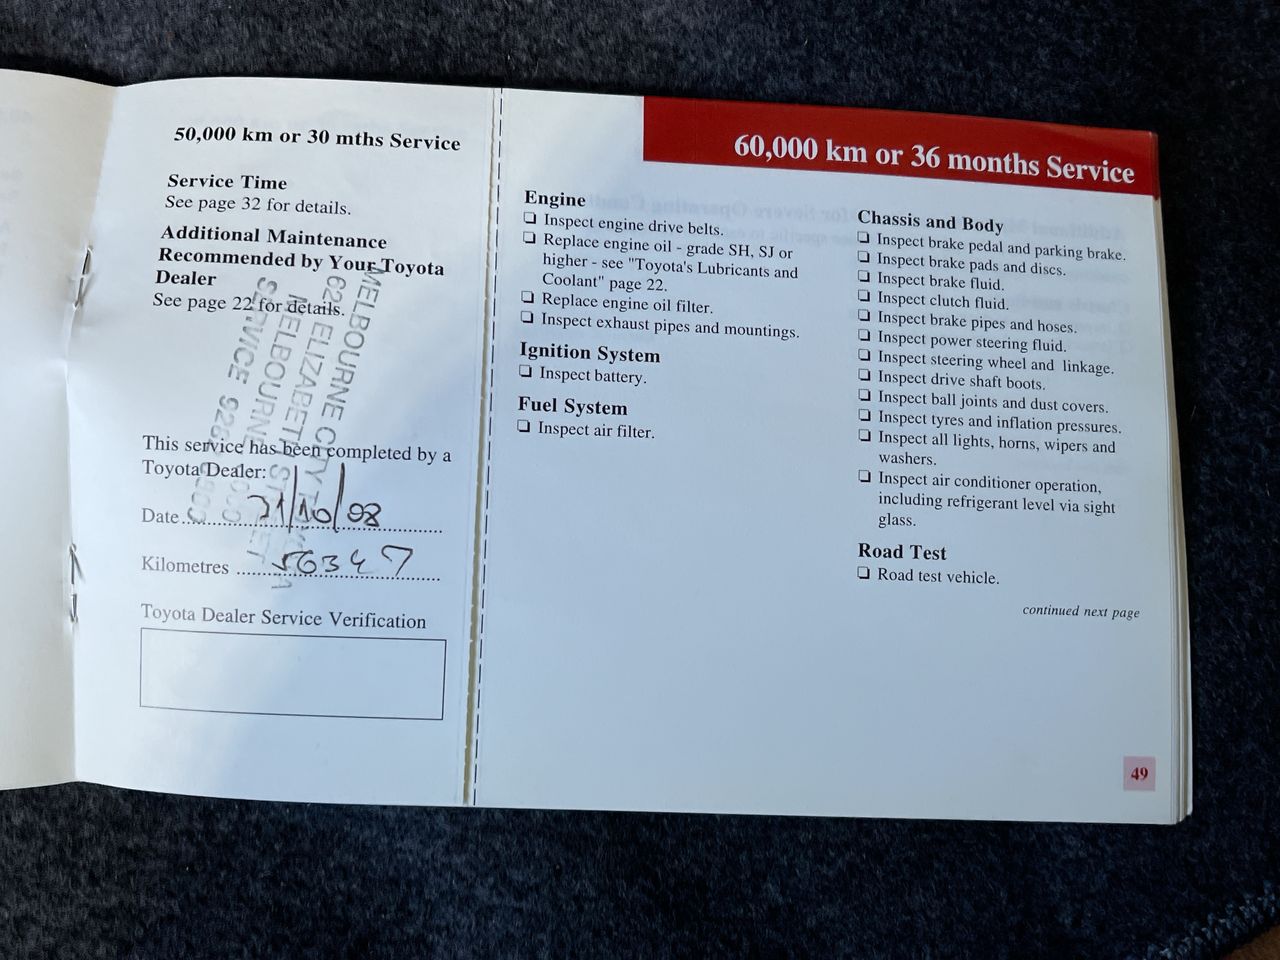 50,000 km or 30 mths Service
Service Time
See page 32 for details.
Additional Maintenance
Recommended by Your Toyota
Dealer
See page 22 for details.
MELBOURNE CITY
ELIZABETH
MELBOURNE
SERVICE
This service has been completed by a
Toyota Dealer:
Date 21/10/08
Kilometres 56347
Toyota Dealer Service Verification
60,000 km or 36 months Service
Engine
❏ Inspect engine drive belts.
❏ Replace engine oil - grade SH, SJ or
higher - see "Toyota's Lubricants and
Coolant" page 22.
❏ Replace engine oil filter.
❏ Inspect exhaust pipes and mountings.
Ignition System
❏ Inspect battery.
Fuel System
❏ Inspect air filter.
Chassis and Body
❏ Inspect brake pedal and parking brake.
❏ Inspect brake pads and discs.
❏ Inspect brake fluid.
❏ Inspect clutch fluid.
❏ Inspect brake pipes and hoses.
❏ Inspect power steering fluid.
❏ Inspect steering wheel and linkage.
❏ Inspect drive shaft boots.
❏ Inspect ball joints and dust covers.
❏ Inspect tyres and inflation pressures.
❏ Inspect all lights, horns, wipers and
washers.
❏ Inspect air conditioner operation,
including refrigerant level via sight
glass.
Road Test
❏ Road test vehicle.
continued next page
49